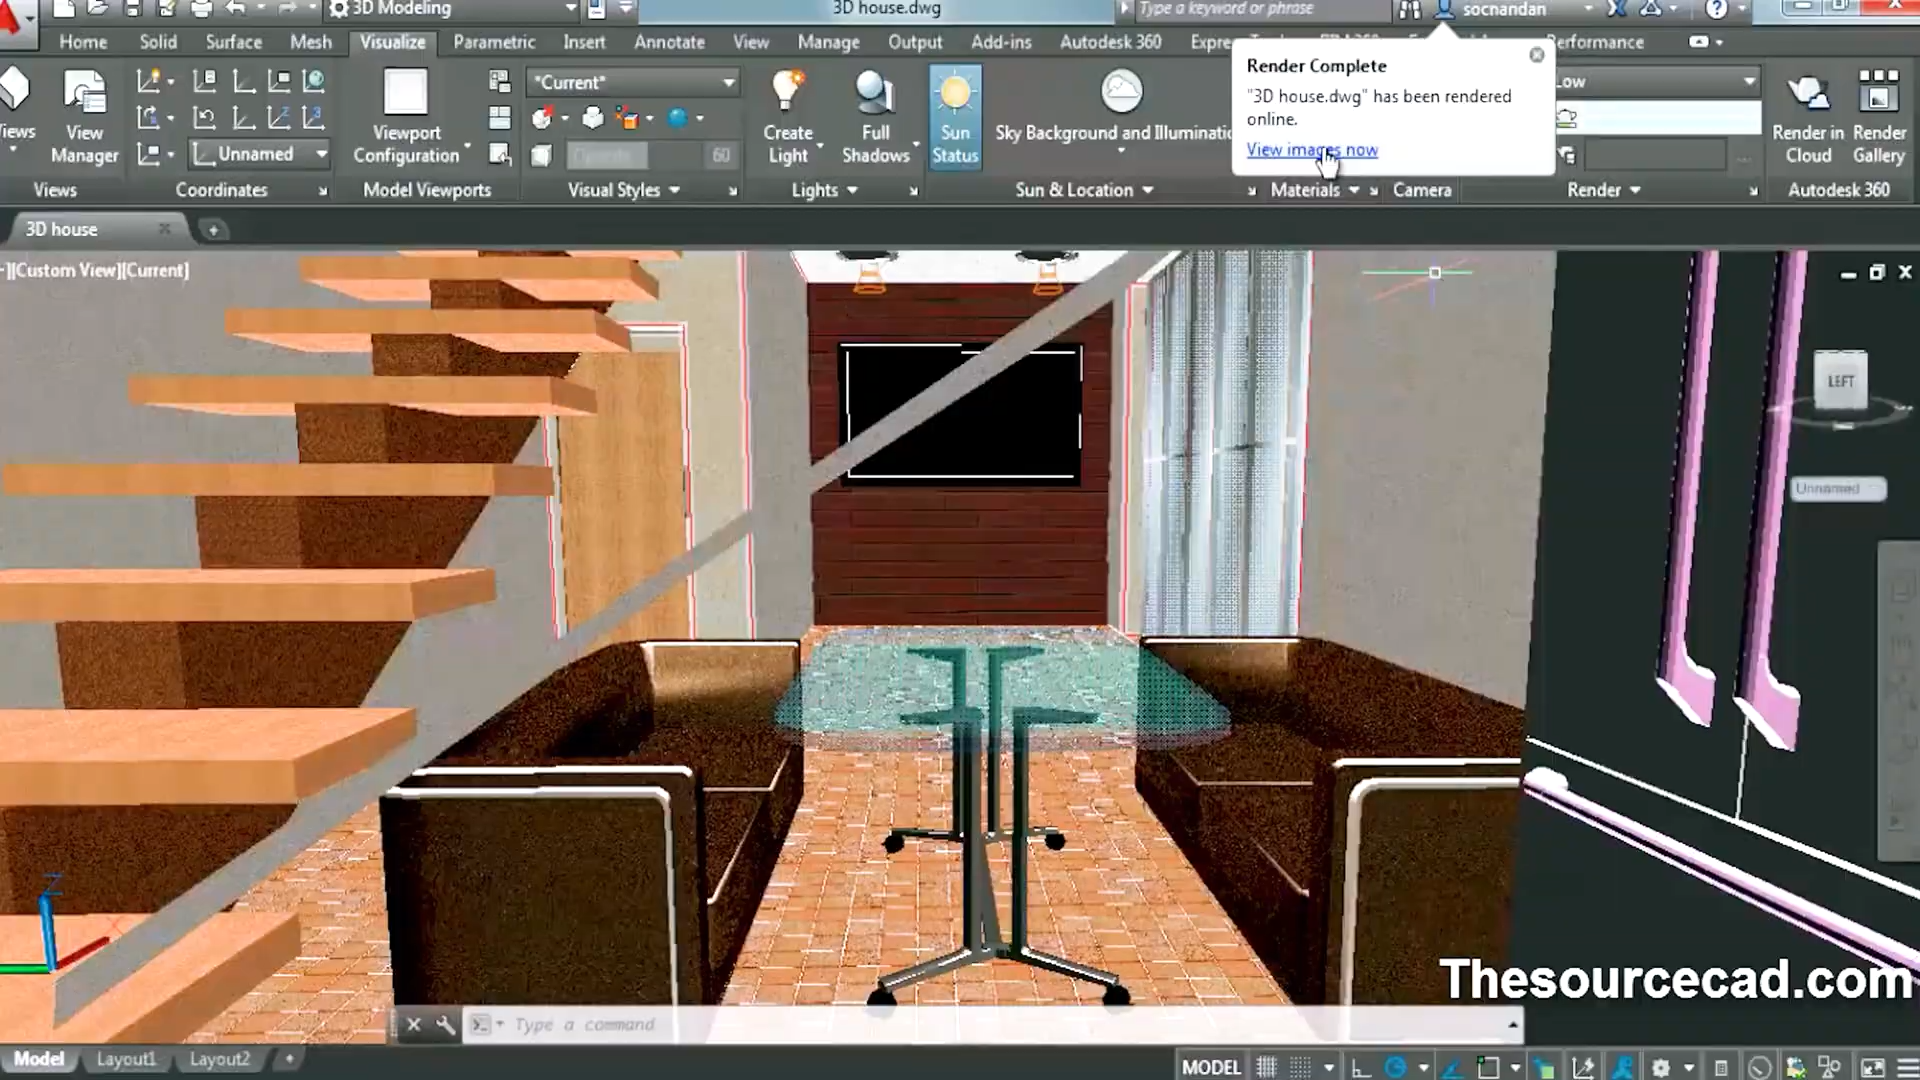 3D Modeling
3D house.dwg
Type a keyword or phrase
socnandan
Home Solid Surface Mesh Visualize Parametric Insert Annotate View Manage Output Add-ins Autodesk 360
Performance
Render Complete
"3D house.dwg" has been rendered
online.
View images now
View
Manager
Unnamed
Viewport
Configuration
*Current*
60
Create
Light
Full
Shadows
Sun
Status
Sky Background and Illumination
Render in
Cloud
Render
Gallery
Views
Coordinates
Model Viewports
Visual Styles
Lights
Sun & Location
Materials
Camera
Render
Autodesk 360
3D house
][Custom View][Current]
LEFT
Unnamed
Thesourcecad.com
Type a command
Model Layout1 Layout2
MODEL